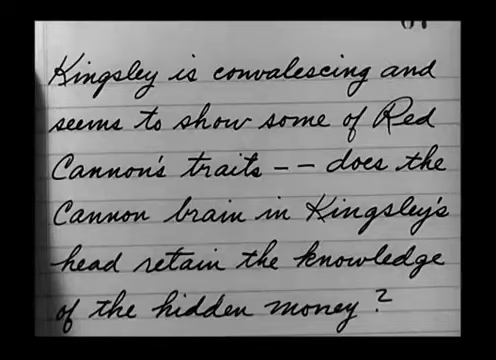 Kingsley is convalescing and
seems to show some of Red
Cannon's traits -- does the
Cannon brain in Kingsley's
head retain the knowledge
of the hidden money?